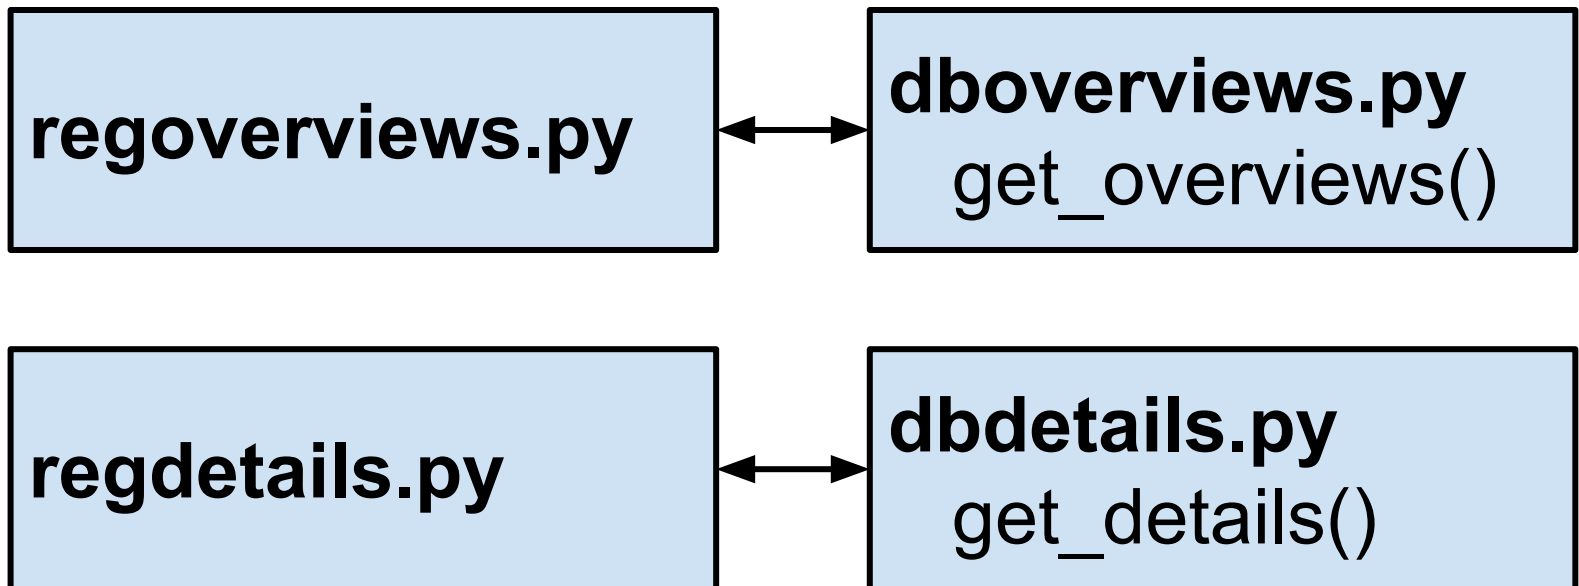 regoverviews.py
dboverviews.py
get_overviews()
regdetails.py
dbdetails.py
get_details()